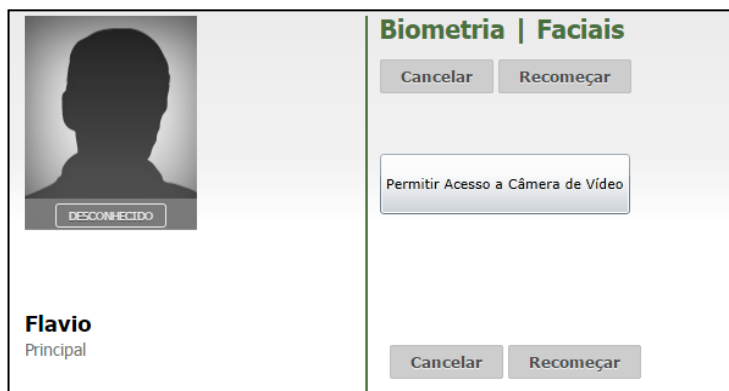 DESCONHECIDO
Flavio
Principal
Biometria | Faciais
Cancelar Recomeçar
Permitir Acesso a Câmera de Vídeo
Cancelar Recomeçar